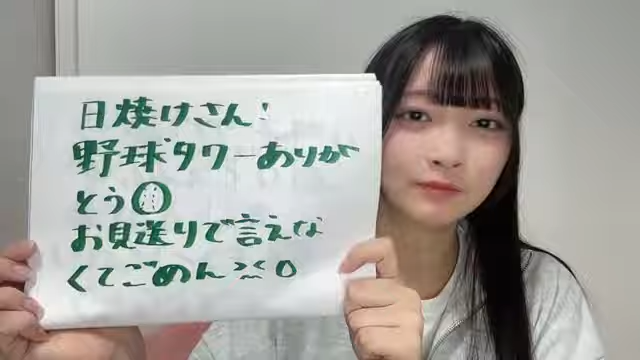 日焼けさん!
野球タワーありが
とう⚾
お見送りで言えな
くてごめん><0